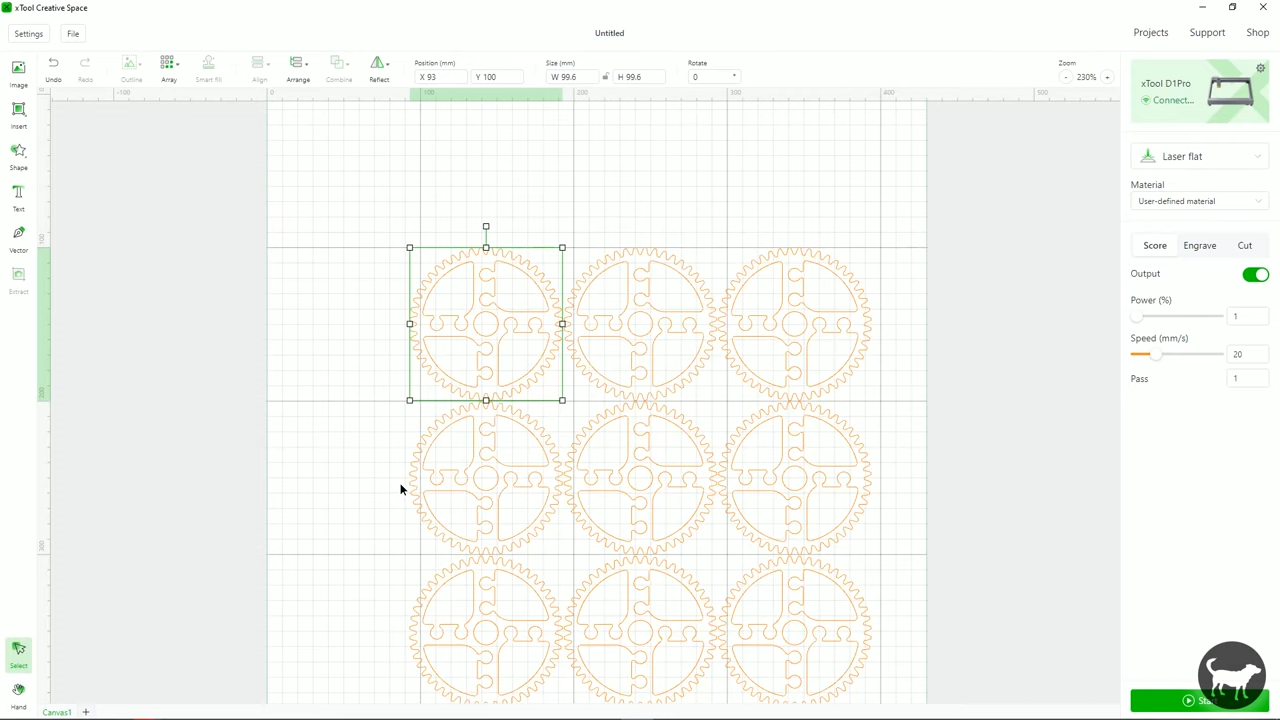 xTool Creative Space
Settings
File
Untitled
Projects
Support
Shop
Undo
Redo
Outline
Array
Smart fill
Align
Arrange
Combine
Reflect
Position (mm)
X 93
Y 100
Size (mm)
W 99.6
H 99.6
Rotate
0 °
Zoom
- 230% +
-100
0
100
200
300
400
500
Image
Insert
Shape
Text
Vector
Extract
100
200
300
xTool D1Pro
Connect...
Laser flat
Material
User-defined material
Score
Engrave
Cut
Output
Power (%)
1
Speed (mm/s)
20
Pass
1
Select
Hand
Canvas1 +